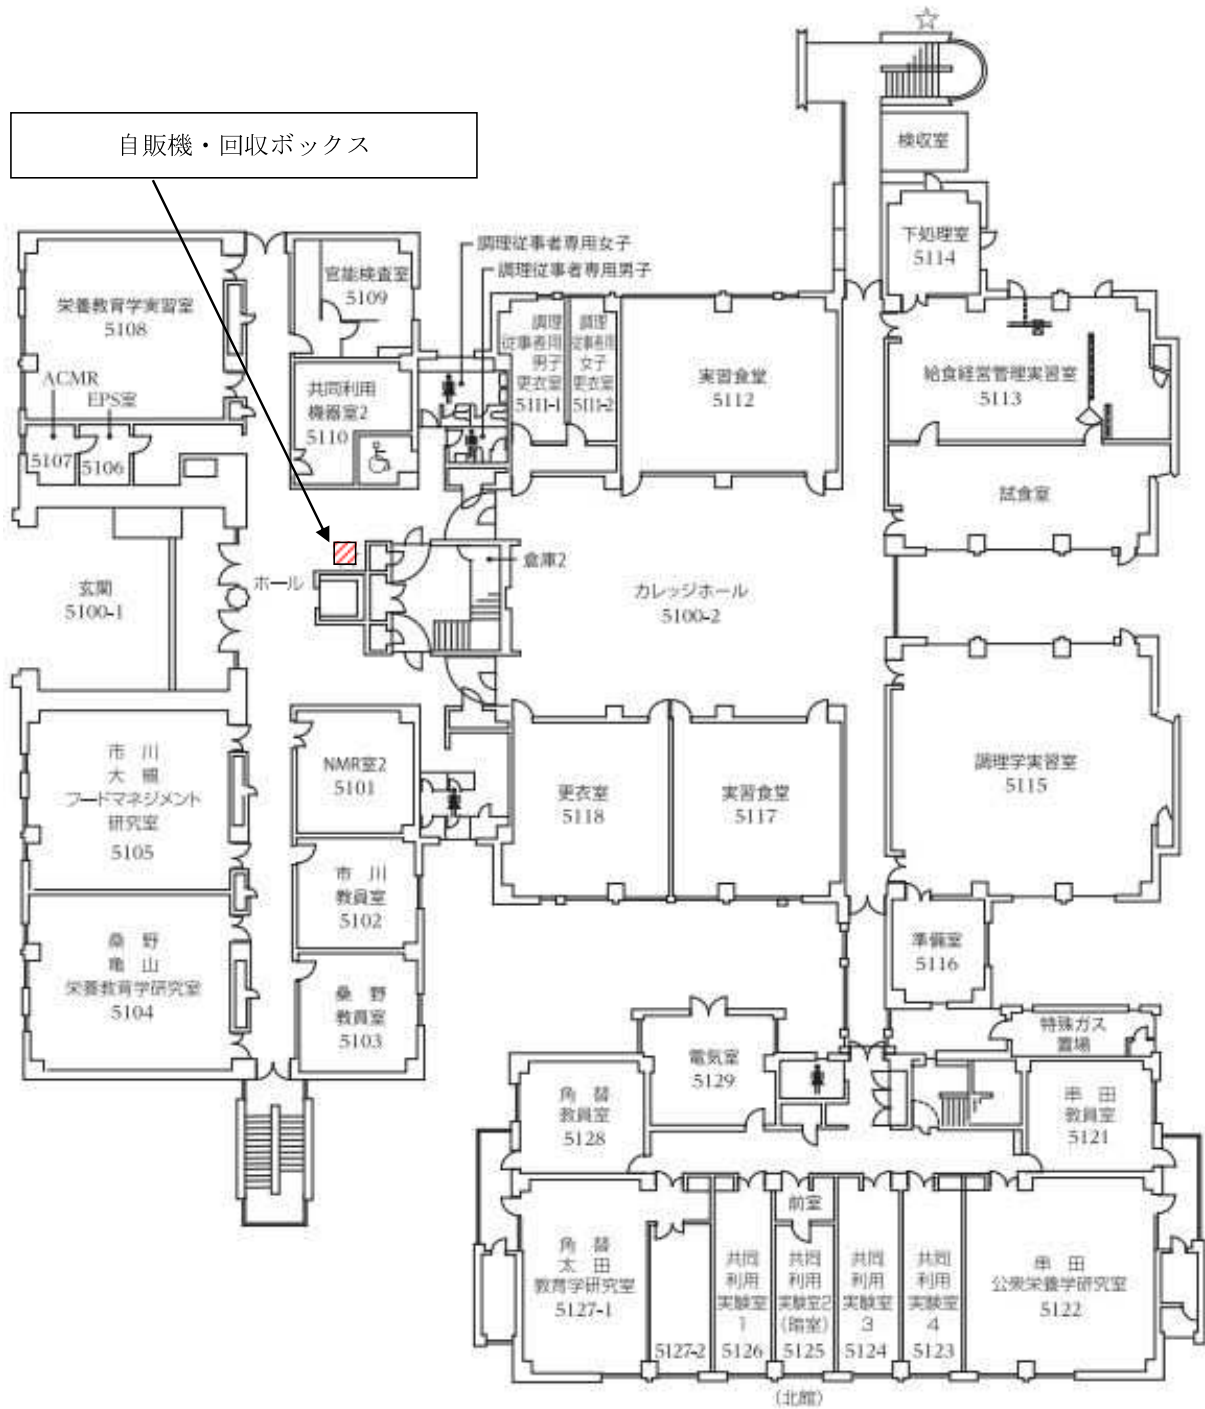 ☆
検収室
自販機・回収ボックス
下処理室
5114
調理従事者専用女子
調理従事者専用男子
官能検査室
5109
栄養教育学実習室
5108
調理
従事者専用
男子
更衣室
5111-1
調理
従事者専用
女子
更衣室
5111-2
実習食堂
5112
給食経営管理実習室
5113
ACMR
EPS室
5107
5106
共同利用
機器室2
5110
試食室
倉庫2
ホール
玄関
5100-1
カレッジホール
5100-2
市川
大槻
フードマネジメント
研究室
5105
NMR室2
5101
更衣室
5118
実習食堂
5117
調理学実習室
5115
市川
教員室
5102
桑野
亀山
栄養教育学研究室
5104
桑野
教員室
5103
準備室
5116
特殊ガス
置場
電気室
5129
角替
教員室
5128
串田
教員室
5121
前室
角替
太田
教育学研究室
5127-1
5127-2
共同
利用
実験室
1
5126
共同
利用
実験室2
(暗室)
5125
共同
利用
実験室
3
5124
共同
利用
実験室
4
5123
串田
公衆栄養学研究室
5122
(北館)